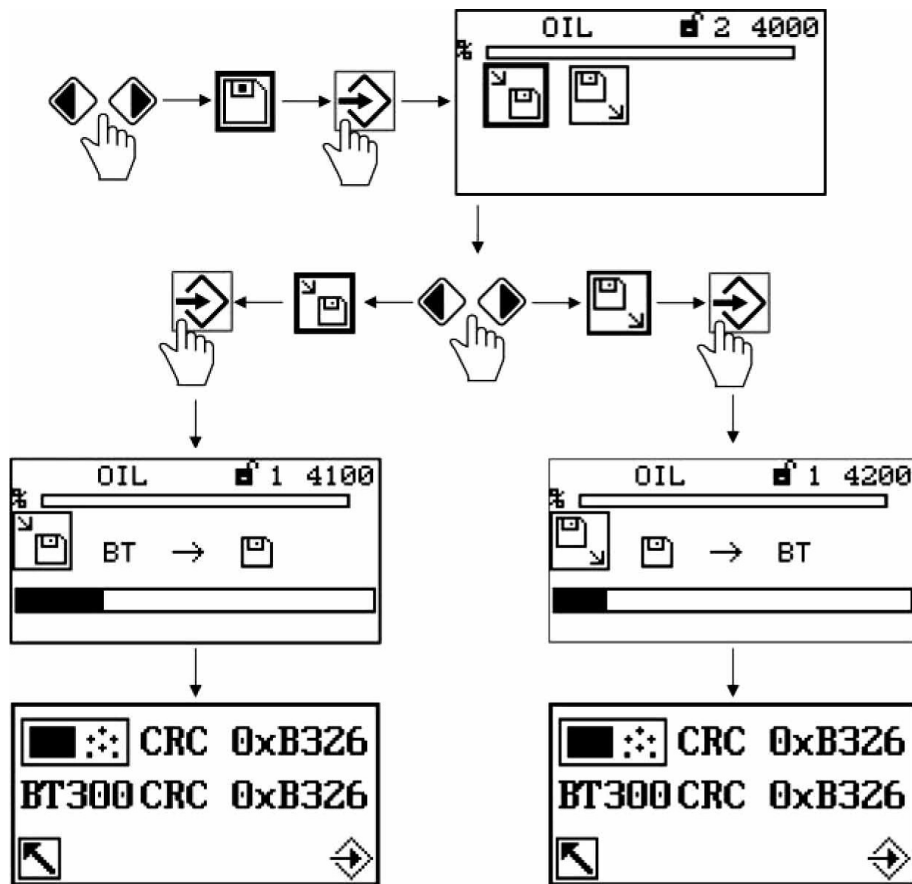 OIL 2 4000
%
OIL 1 4100
%
BT → 
OIL 1 4200
%
→ BT
CRC 0xB326
BT300 CRC 0xB326
CRC 0xB326
BT300 CRC 0xB326